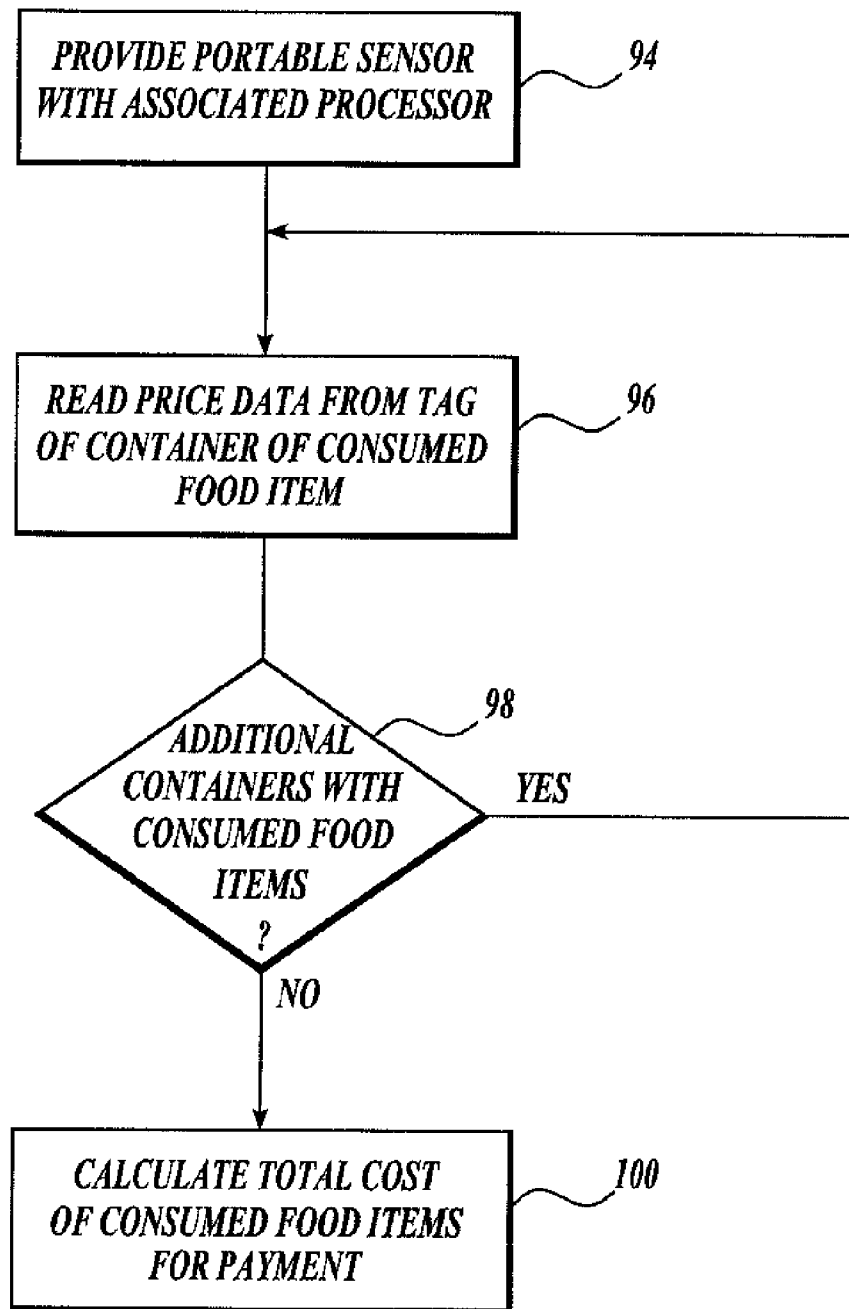 PROVIDE PORTABLE SENSOR
WITH ASSOCIATED PROCESSOR
94
READ PRICE DATA FROM TAG
OF CONTAINER OF CONSUMED
FOOD ITEM
96
ADDITIONAL
CONTAINERS WITH
CONSUMED FOOD
ITEMS
?
98
YES
NO
CALCULATE TOTAL COST
OF CONSUMED FOOD ITEMS
FOR PAYMENT
100